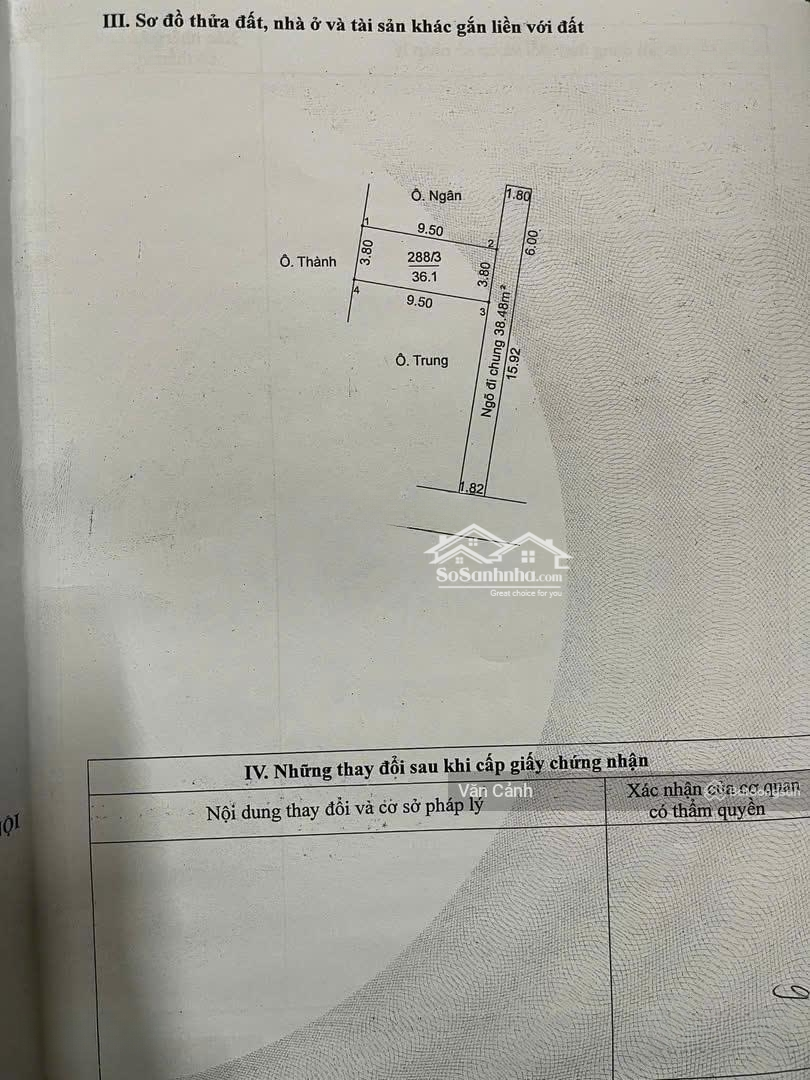 III. Sơ đồ thửa đất, nhà ở và tài sản khác gắn liền với đất
1.80
Ô. Ngân
1
9.50
2
6.00
3.80
288/3
36.1
3.80
Ô. Thành
4
9.50
3
Ngõ đi chung 38.48m²
15.92
Ô. Trung
1.82
SoSanhnha.com
Great choice for you
IV. Những thay đổi sau khi cấp giấy chứng nhận
Văn Cảnh
Nội dung thay đổi và cơ sở pháp lý
Xác nhận của cơ quan
có thẩm quyền
ỘI